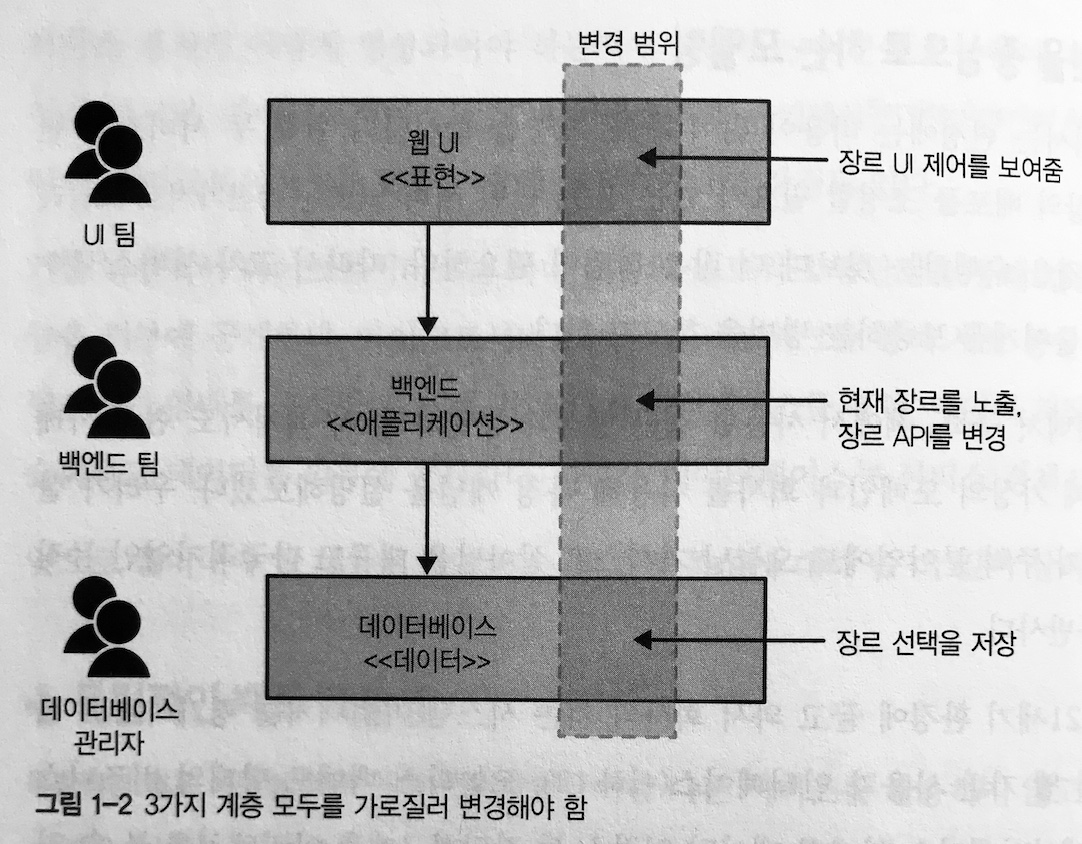 변경 범위
웹 UI
<<표현>>
장르 UI 제어를 보여줌
UI 팀
백엔드
<<애플리케이션>>
현재 장르를 노출,
장르 API를 변경
백엔드 팀
데이터베이스
<<데이터>>
장르 선택을 저장
데이터베이스
관리자
그림 1-2 3가지 계층 모두를 가로질러 변경해야 함